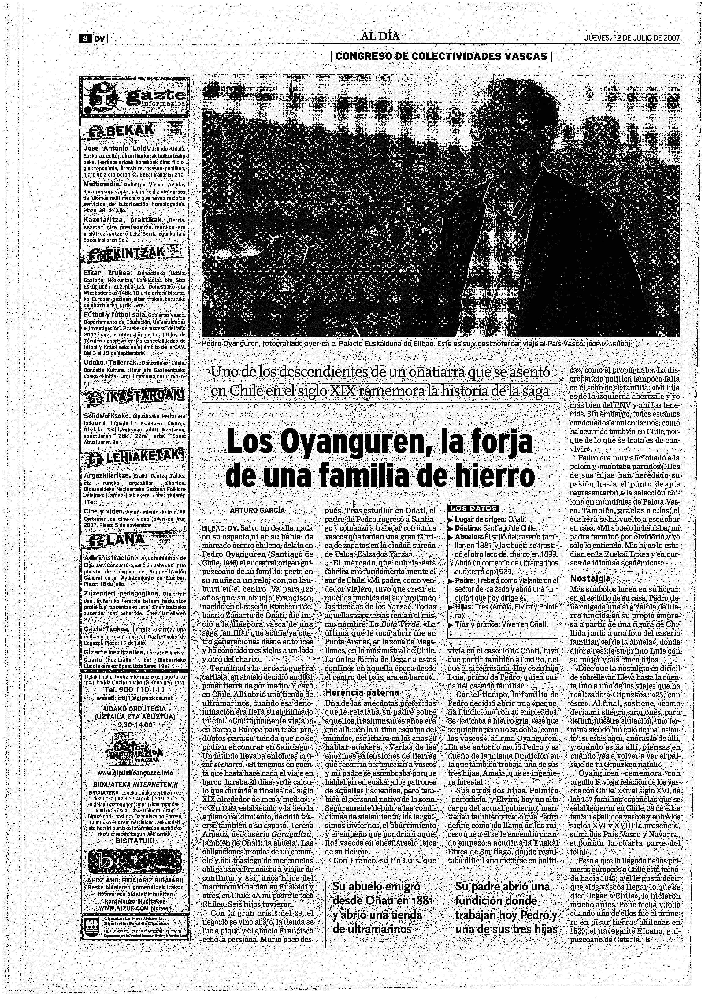 8 DV
AL DÍA
JUEVES, 12 DE JULIO DE 2007
CONGRESO DE COLECTIVIDADES VASCAS
i gazte
informazioa
BEKAK
Jose Antonio Loidi. Irungo Udala.
Euskaraz egiten diren ikerketak bultzatzeko
beka. Ikerketa arloak honakoak dira: filolo-
gia, toponimia, literatura, osasun publikoa,
hidrologia eta botanika. Epea: Irailaren 21a
Multimedia. Gobierno Vasco. Ayudas
para personas que hayan realizado cursos
de idiomas multimedia o que hayan recibido
servicios de tutorización homologados.
Plazo: 28 de julio.
Kazetaritza praktikak. Berria.
Kazetari gisa prestakuntza teorikoa eta
praktikoa hartzeko beka Berria egunkarian.
Epea: Irailaren 9a
EKINTZAK
Elkar trukea. Donostiako Udala.
Gazteria, Hezkuntza, Lankidetza eta Giza
Eskubideen Zuzendaritza. Donostiako eta
Wiesbadeneko 14tik 18 urte artera bitarte-
ko Europar gazteen elkar trukea burutuko
da abuztuaren 11tik 19ra.
Fútbol y fútbol sala. Gobierno Vasco.
Departamento de Educación, Universidades
e Investigación. Prueba de acceso del año
2007 para la obtención de los titulos de
Técnico deportivo en las especialidades de
fútbol y fútbol sala, en el ámbito de la CAV.
Del 3 al 15 de septiembre.
Udako Tailerrak. Donostiako Udala.
Donostia Kultura. Haur eta Gazteentzako
udako ekintzak Urgull mendiko natur txoko-
an.
IKASTAROAK
Solidworkseko. Gipuzkoako Peritu eta
Industria Ingeniari Teknikoen Elkargo
Ofiziala. Solidworkseko aditu ikastaroa,
abuztuaren 2tik 22ra arte. Epea:
Abuztuaren 2a
LEHIAKETAK
Argazkilaritza. Eraiki Dantza Taldea
eta Iruneko argazkilari elkartea.
Bidasoaldeko Nazioarteko Gazteen Folklore
Jaialdiko I. argazki lehiaketa. Epea: Irailaren
17a
Cine y video. Ayuntamiento de Irún. XII
Certamen de cine y video joven de Irun
2007. Plazo: 5 de noviembre
LANA
Administración. Ayuntamiento de
Elgoibar. Concurso-oposición para cubrir un
puesto de Técnico de Administración
General en el Ayuntamiento de Elgoibar.
Plazo: 18 de julio.
Zuzendari pedagogikoa. Oteic tal-
dea. Iruñerriko ikastola batean hezkuntza
proiektua zuzentzeko eta dinamizatzeko
zuzendari bat behar da. Epea: Uztailaren
27a
Gazte-Txokoa. Lorratz Elkartea .Una
educadora social para el Gazte-Txoko de
Legazpi. Plazo: 19 de julio.
Gizarte hezitzailea. Lorratz Elkartea.
Gizarte hezitzaile bat Olaberriako
Ludotekarako. Epea: Uztailaren 19a
Deialdi hauei buruz informazio gehiago lortu
nahi baduzu, deitu doako telefono honetara
Tel. 900 110 111
e-mail: ctij1@gipuzkoa.net
UDAKO ORDUTEGIA
(UZTAILA ETA ABUZTUA)
9.30-14.00
GAZTE
INFORMAZIOA
GIPUZKOA
www.gipuzkoangazte.info
BIDAIATEKA INTERNETEN!!!
BIDAIATEKA izeneko doako zerbitzua ez
duzu ezagutzen?? Antola itzazu zure
bidaiak Gaztegunen: liburuxkak, planoak,
leku interesgarriak... Gainera, orain
Gipuzkoatik hasi eta Ozeaniaraino Sarean,
munduko edozein herrialderi, eskualderi
eta herriri buruzko informazioa aurkituko
duzu prestatu dugun web orrian.
BISITATU!!!
b!
bidaiateka!
www.gipuzkoangazte.info/bidaiateka
AHOZ AHO: BIDAIARIZ BIDAIARI!
Beste bidaiaren gomendioak irakur
itzazu eta bidaiatik bueltan
kontaiguzu ikusitakoa
WWW.AIZUE.COM blogean
Gipuzkoako Foru Aldundia
Diputación Foral de Gipuzkoa
Pedro Oyanguren, fotografiado ayer en el Palacio Euskalduna de Bilbao. Este es su vigesimotercer viaje al País Vasco. [BORJA AGUDO]
Uno de los descendientes de un oñatiarra que se asentó
en Chile en el siglo XIX rememora la historia de la saga
Los Oyanguren, la forja
de una familia de hierro
ARTURO GARCÍA
BILBAO. DV. Salvo un detalle, nada
en su aspecto ni en su habla, de
marcado acento chileno, delata en
Pedro Oyanguren (Santiago de
Chile, 1946) el ancestral origen gui-
puzcoano de su familia: porta en
su muñeca un reloj con un lau-
buru en el centro. Va para 125
años que su abuelo Francisco,
nacido en el caserío Etxeberri del
barrio Zañartu de Oñati, dio ini-
ció a la diáspora vasca de una
saga familiar que acuña ya cua-
tro generaciones desde entonces
y ha conocido tres siglos a un lado
y otro del charco.
Terminada la tercera guerra
carlista, su abuelo decidió en 1881
poner tierra de por medio. Y cayó
en Chile. Allí abrió una tienda de
ultramarinos, cuando esa deno-
minación era fiel a su significado
inicial. «Continuamente viajaba
en barco a Europa para traer pro-
ductos para su tienda que no se
podían encontrar en Santiago».
Un mundo llevaba entonces cru-
zar el charco. «Si tenemos en cuen-
ta que hasta hace nada el viaje en
barco duraba 28 días, yo le calcu-
lo que duraría a finales del siglo
XIX alrededor de mes y medio».
En 1899, establecido y la tienda
a pleno rendimiento, decidió tra-
erse también a su esposa, Teresa
Arcauz, del caserío Garagaltza,
también de Oñati: 'la abuela'. Las
obligaciones propias de un comer-
cio y del trasiego de mercancías
obligaban a Francisco a viajar de
continuo y así, unos hijos del
matrimonio nacían en Euskadi y
otros, en Chile. «A mi padre le tocó
Chile». Seis hijos tuvieron.
Con la gran crisis del 29, el
negocio se vino abajo, la tienda se
fue a pique y el abuelo Francisco
echó la persiana. Murió poco des-
pués. Tras estudiar en Oñati, el
padre de Pedro regresó a Santia-
go y comenzó a trabajar con «unos
vascos que tenían una gran fábri-
ca de zapatos en la ciudad sureña
de Talca: Calzados Yarza».
El mercado que cubría esta
fábrica era fundamentalmente el
sur de Chile. «Mi padre, como ven-
dedor viajero, tuvo que crear en
muchos pueblos del sur profundo
las tiendas de los Yarza». Todas
aquellas zapaterías tenían el mis-
mo nombre: La Bota Verde. «La
última que le tocó abrir fue en
Punta Arenas, en la zona de Maga-
llanes, en lo más austral de Chile.
La única forma de llegar a estos
confines en aquella época desde
el centro del país, era en barco».
Herencia paterna
Una de las anécdotas preferidas
que le relataba su padre sobre
aquellos trashumantes años era
que allí, «en la última esquina del
mundo», escuchaba en los años 30
hablar euskera. «Varias de las
enormes extensiones de tierras
que recorría pertenecían a vascos
y mi padre se asombraba porque
hablaban en euskera los patrones
de aquellas haciendas, pero tam-
bién el personal nativo de la zona.
Seguramente debido a las condi-
ciones de aislamiento, los larguí-
simos inviernos, el aburrimiento
y el empeño que pondrían aque-
llos vascos en enseñárselo lejos
de su tierra».
Con Franco, su tío Luis, que
Su abuelo emigró
desde Oñati en 1881
y abrió una tienda
de ultramarinos
LOS DATOS
Lugar de origen: Oñati.
Destino: Santiago de Chile.
Abuelos: Él salió del caserío fami-
liar en 1881 y la abuela se trasla-
dó al otro lado del charco en 1899.
Abrió un comercio de ultramarinos
que cerró en 1929.
Padre: Trabajó como viajante en el
sector del calzado y abrió una fun-
dición que hoy dirige él.
Hijas: Tres (Amaia, Elvira y Palmi-
ra).
Tíos y primos: Viven en Oñati.
vivía en el caserío de Oñati, tuvo
que partir también al exilio, del
que él sí regresaría. Hoy es su hijo
Luis, primo de Pedro, quien cui-
da del caserío familiar.
Con el tiempo, la familia de
Pedro decidió abrir una «peque-
ña fundición» con 40 empleados.
Se dedicaba a hierro gris: «ese que
se quiebra pero no se dobla, como
los vascos», afirma Oyanguren.
En ese entorno nació Pedro y es
dueño de la misma fundición en
la que también trabaja una de sus
tres hijas, Amaia, que es ingenie-
ra forestal.
Sus otras dos hijas, Palmira
–periodista– y Elvira, hoy un alto
cargo del actual gobierno, man-
tienen también viva lo que Pedro
define como «la llama de las raí-
ces» que a él se le encendió cuan-
do empezó a acudir a la Euskal
Etxea de Santiago, donde resul-
taba difícil «no meterse en políti-
Su padre abrió una
fundición donde
trabajan hoy Pedro y
una de sus tres hijas
ca», como él propugnaba. La dis-
crepancia política tampoco falta
en el seno de su familia: «Mi hija
es de la izquierda abertzale y yo
más bien del PNV y ahí las tene-
mos. Sin embargo, todos estamos
condenados a entendernos, como
ha ocurrido también en Chile, por-
que de lo que se trata es de con-
vivir».
Pedro era muy aficionado a la
pelota y «montaba partidos». Dos
de sus hijas han heredado su
pasión hasta el punto de que
representaron a la selección chi-
lena en mundiales de Pelota Vas-
ca. También, gracias a ellas, el
euskera se ha vuelto a escuchar
en casa. «Mi abuelo lo hablaba, mi
padre terminó por olvidarlo y yo
sólo lo entiendo. Mis hijas lo estu-
dian en la Euskal Etxea y en cur-
sos de idiomas académicos».
Nostalgia
Más símbolos lucen en su hogar:
en el estudio de su casa, Pedro tie-
ne colgada una argizaiola de hie-
rro fundida en su propia empre-
sa a partir de una figura de Chi-
llida junto a una foto del caserío
familiar, «el de la abuela», donde
ahora reside su primo Luis con
su mujer y sus cinco hijos.
Dice que la nostalgia es difícil
de sobrellevar. Lleva hasta la cuen-
ta uno a uno de los viajes que ha
realizado a Gipuzkoa: «23, con
éste». Al final, sostiene, «como
decía mi suegro, aragonés, para
definir nuestra situación, uno ter-
mina siendo 'un culo de mal asien-
to': si estás aquí, añoras lo de allí,
y cuando estás allí, piensas en
cuándo vas a volver a ver el pai-
saje de tu Gipuzkoa natal».
Oyanguren rememora con
orgullo la vieja relación de los vas-
cos con Chile. «En el siglo XVI, de
las 157 familias españolas que se
establecieron en Chile, 39 de ellas
tenían apellidos vascos y entre los
siglos XVI y XVIII la presencia,
sumados País Vasco y Navarra,
suponían la cuarta parte del
total».
Pese a que la llegada de los pri-
meros europeos a Chile está fecha-
da hacia 1845, a él le gusta decir
que «los vascos llegar lo que se
dice llegar a Chile», lo hicieron
mucho antes. Pone fecha y todo
cuando uno de éllos fue el prime-
ro en pisar tierras chilenas en
1520: el navegante Elcano, gui-
puzcoano de Getaria.